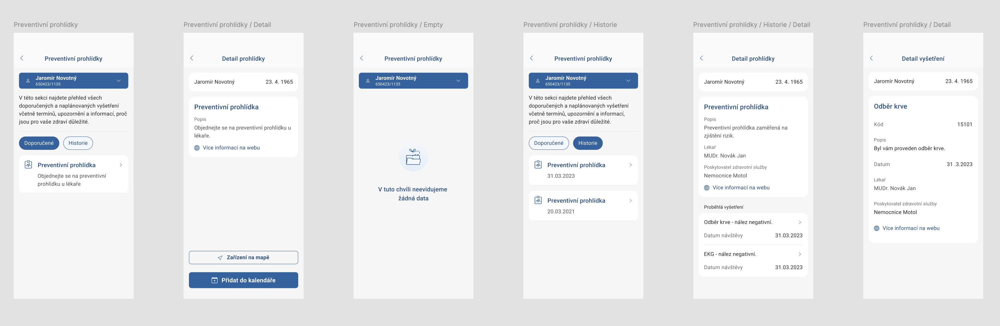 Preventivní prohlídky
Preventivní prohlídky
Jaromír Novotný
650423/1135
V této sekci najdete přehled všech
doporučených a naplánovaných vyšetření
včetně termínů, upozornění a informací, proč
jsou pro vaše zdraví důležité.
Doporučené
Historie
Preventivní prohlídka
Objednejte se na preventivní
prohlídku u lékaře
Preventivní prohlídky / Detail
Detail prohlídky
Jaromír Novotný 23. 4. 1965
Preventivní prohlídka
Popis
Objednejte se na preventivní prohlídku u
lékaře.
Více informací na webu
Zařízení na mapě
Přidat do kalendáře
Preventivní prohlídky / Empty
Preventivní prohlídky
Jaromír Novotný
650423/1135
V tuto chvíli neevidujeme
žádná data
Preventivní prohlídky / Historie
Preventivní prohlídky
Jaromír Novotný
650423/1135
V této sekci najdete přehled všech
doporučených a naplánovaných vyšetření
včetně termínů, upozornění a informací,
proč jsou pro vaše zdraví důležité.
Doporučené
Historie
Preventivní prohlídka
31.03.2023
Preventivní prohlídka
20.03.2021
Preventivní prohlídky / Historie / Detail
Detail prohlídky
Jaromír Novotný 23. 4. 1965
Preventivní prohlídka
Popis
Preventivní prohlídka zaměřená na
zjištění rizik.
Lékař
MUDr. Novák Jan
Poskytovatel zdravotní služby
Nemocnice Motol
Více informací na webu
Proběhlá vyšetření
Odběr krve - nález negativní.
Datum návštěvy 31.03.2023
EKG - nález negativní.
Datum návštěvy 31.03.2023
Preventivní prohlídky / Detail
Detail vyšetření
Jaromír Novotný 23. 4. 1965
Odběr krve
Kód 15101
Popis
Byl vám proveden odběr krve.
Datum 31 .3.2023
Lékař
MUDr. Novák Jan
Poskytovatel zdravotní služby
Nemocnice Motol
Více informací na webu